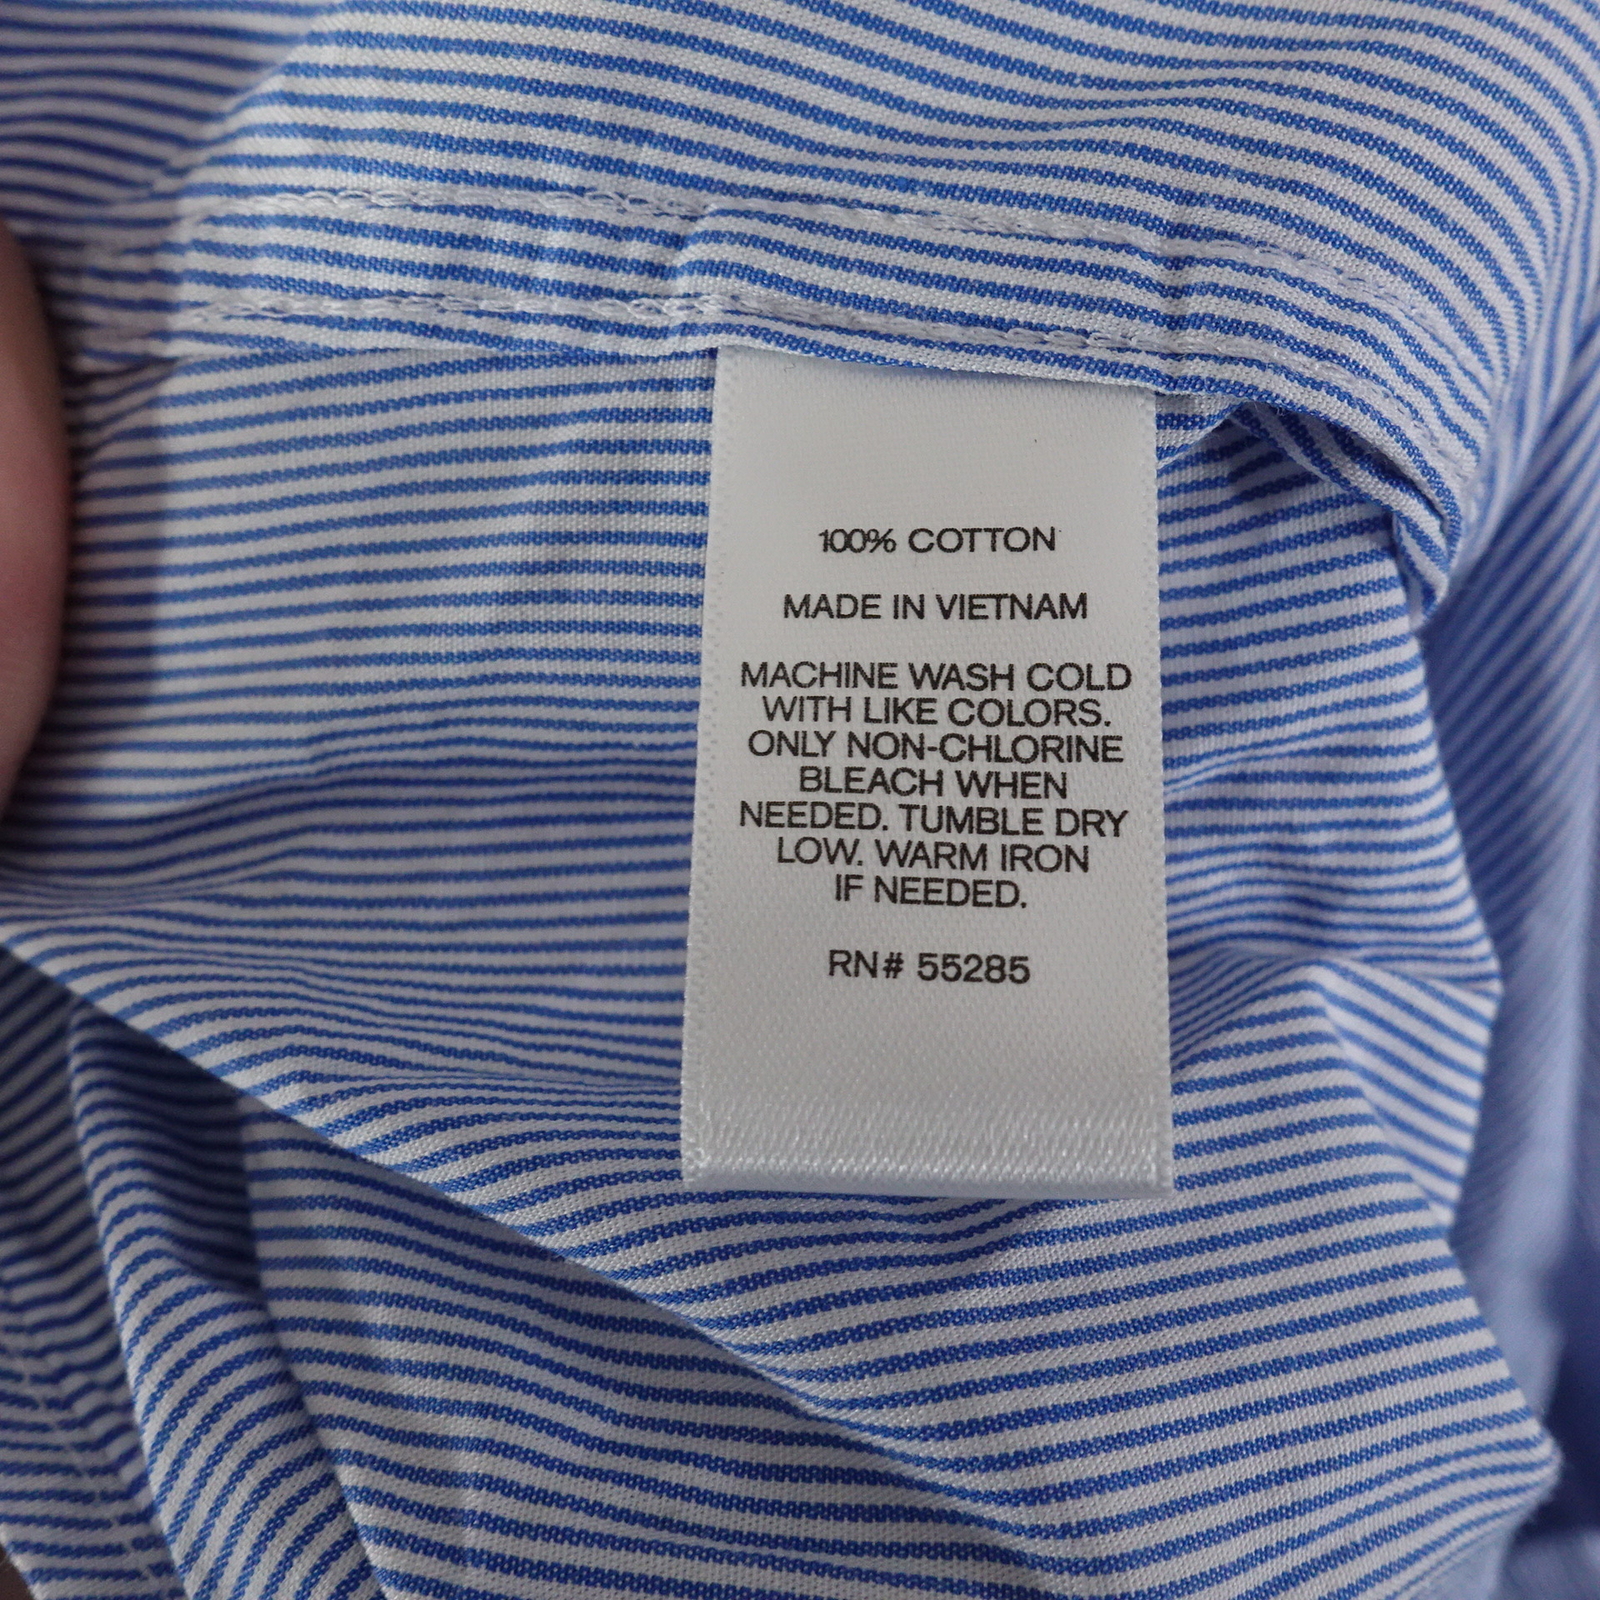 100% COTTON
MADE IN VIETNAM
MACHINE WASH COLD
WITH LIKE COLORS.
ONLY NON-CHLORINE
BLEACH WHEN
NEEDED. TUMBLE DRY
LOW. WARM IRON
IF NEEDED.
RN# 55285